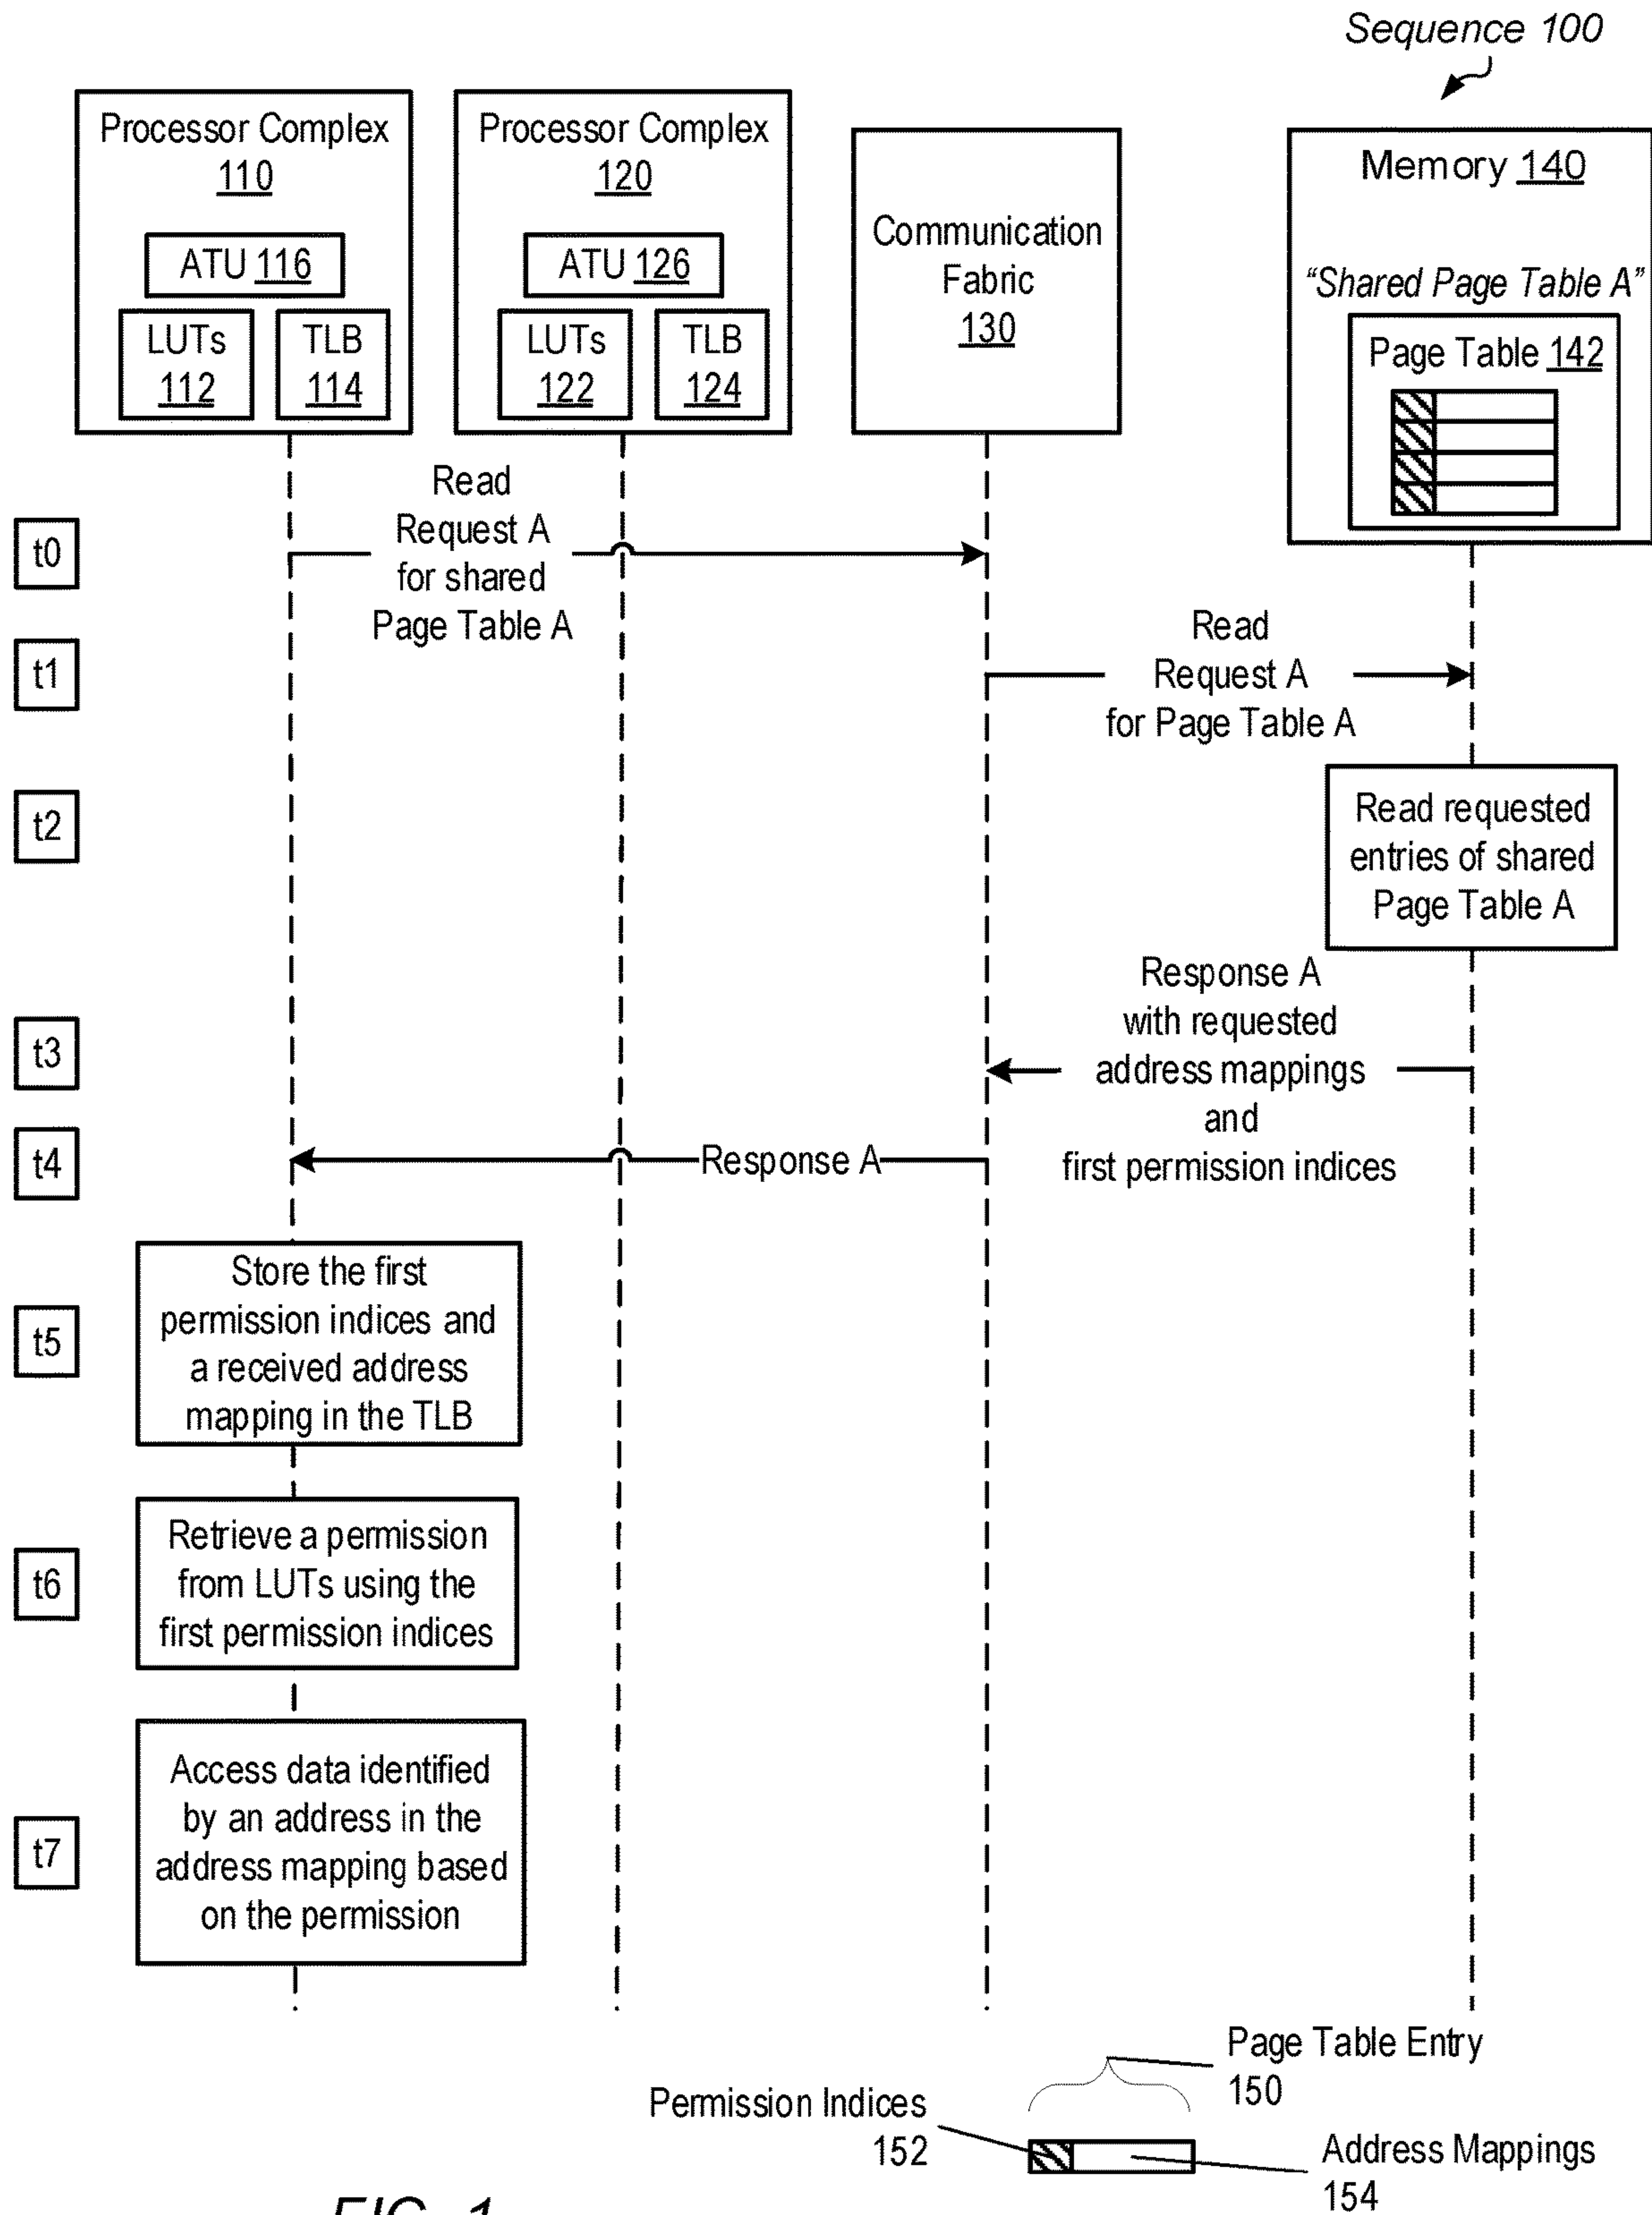 Sequence 100
Processor Complex
110
ATU 116
LUTs
112
TLB
114
Processor Complex
120
ATU 126
LUTs
122
TLB
124
Communication
Fabric
130
Memory 140
“Shared Page Table A”
Page Table 142
t0
Read
Request A
for shared
Page Table A
t1
Read
Request A
for Page Table A
t2
Read requested
entries of shared
Page Table A
t3
Response A
with requested
address mappings
and
first permission indices
t4
Response A
t5
Store the first
permission indices and
a received address
mapping in the TLB
t6
Retrieve a permission
from LUTs using the
first permission indices
t7
Access data identified
by an address in the
address mapping based
on the permission
Page Table Entry
150
Permission Indices
152
Address Mappings
154
FIG. 1